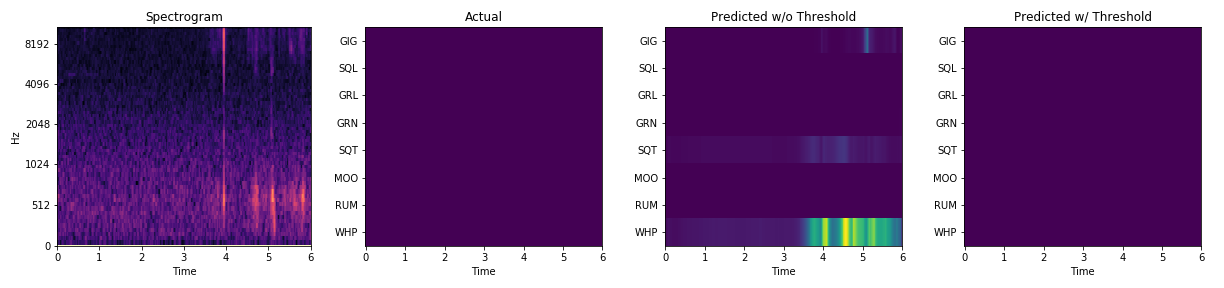 Spectrogram
Hz
8192
4096
2048
1024
512
0
0 1 2 3 4 5 6
Time
Actual
GIG
SQL
GRL
GRN
SQT
MOO
RUM
WHP
0 1 2 3 4 5 6
Time
Predicted w/o Threshold
GIG
SQL
GRL
GRN
SQT
MOO
RUM
WHP
0 1 2 3 4 5 6
Time
Predicted w/ Threshold
GIG
SQL
GRL
GRN
SQT
MOO
RUM
WHP
0 1 2 3 4 5 6
Time